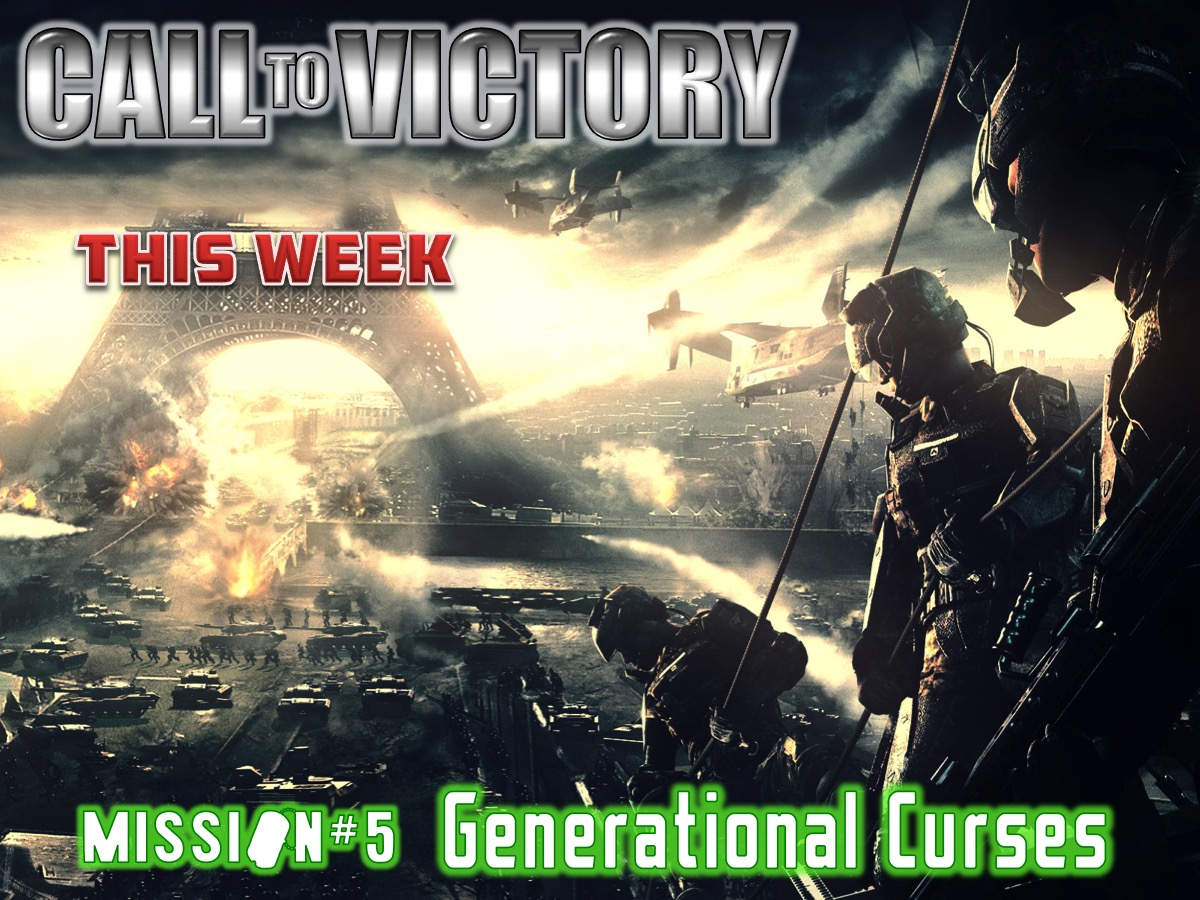 CALL TO VICTORY
THIS WEEK
MISSION #5 Generational Curses